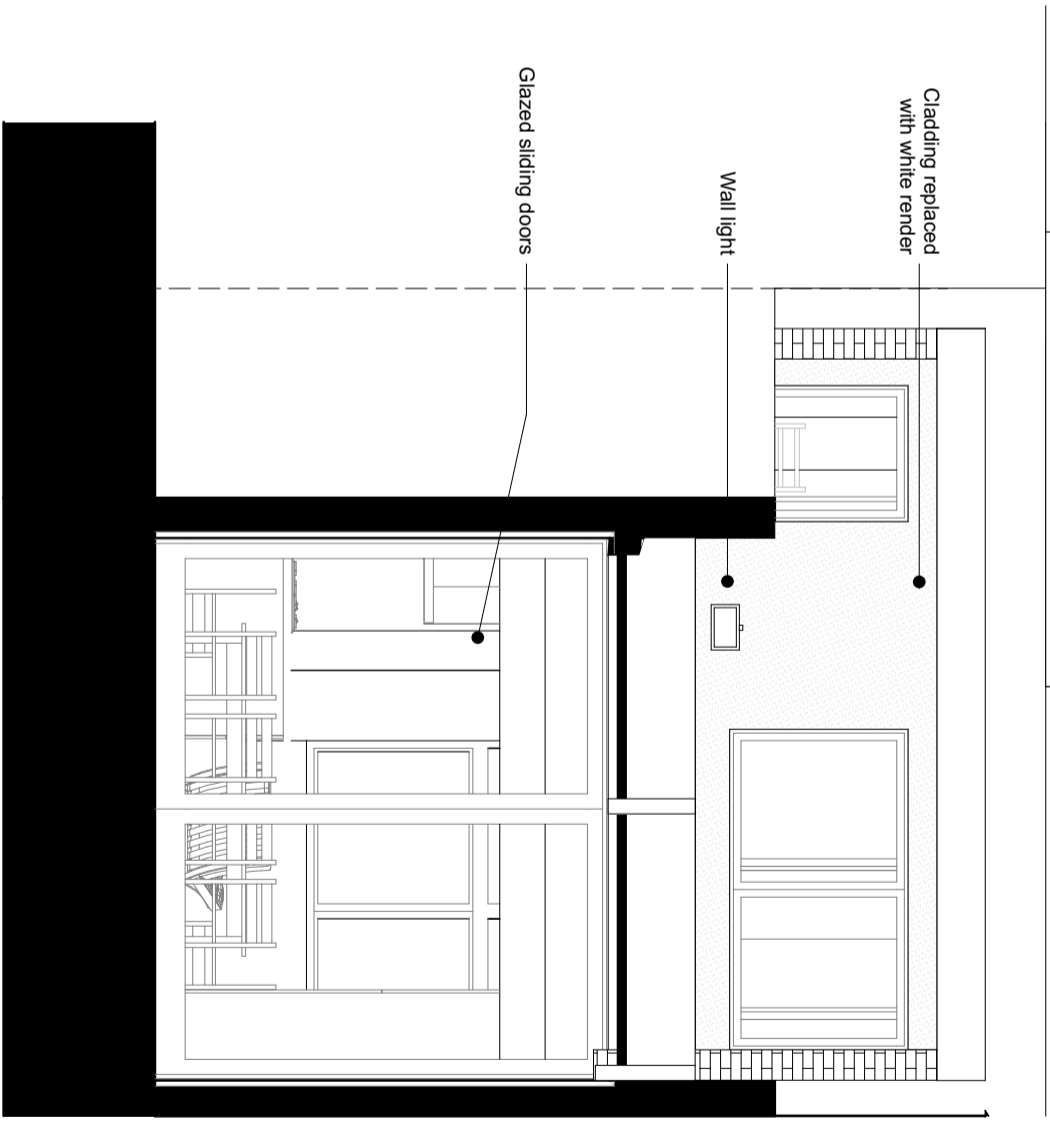 Cladding replaced
with white render
Wall light
Glazed sliding doors